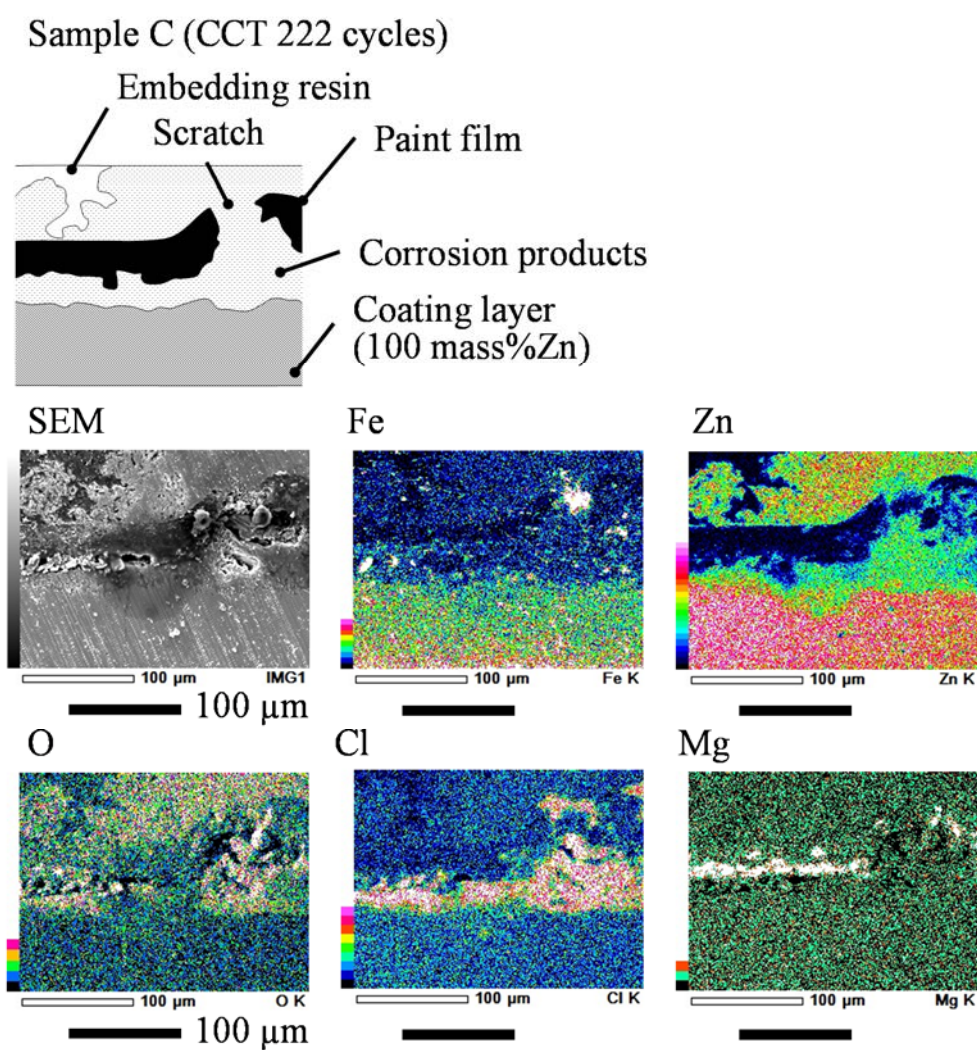 Sample C (CCT 222 cycles)
Embedding resin
Scratch
Paint film
Corrosion products
Coating layer
(100 mass%Zn)
SEM
Fe
Zn
100 µm
IMG1
100 µm
Fe K
100 µm
Zn K
100 µm
O
Cl
Mg
100 µm
O K
100 µm
Cl K
100 µm
Mg K
100 µm